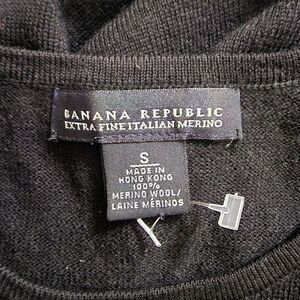 BANANA REPUBLIC
EXTRA FINE ITALIAN MERINO
S
MADE IN
HONG KONG
100%
MERINO WOOL/
LAINE MÉRINOS